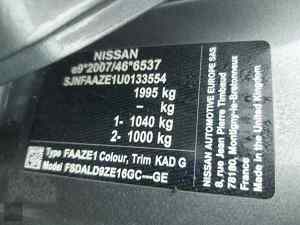 NISSAN
e9*2007/46*6537
SJNFAAZE1U0133554
1995 kg
- kg
1- 1040 kg
2- 1000 kg
Type FAAZE1 Colour, Trim KAD G
Model FSDALD9ZE16GC---GE
NISSAN AUTOMOTIVE EUROPE SAS
8, rue Jean Pierre Timbaud
78180, Montigny-le-Bretonneux
France
Made in the United Kingdom